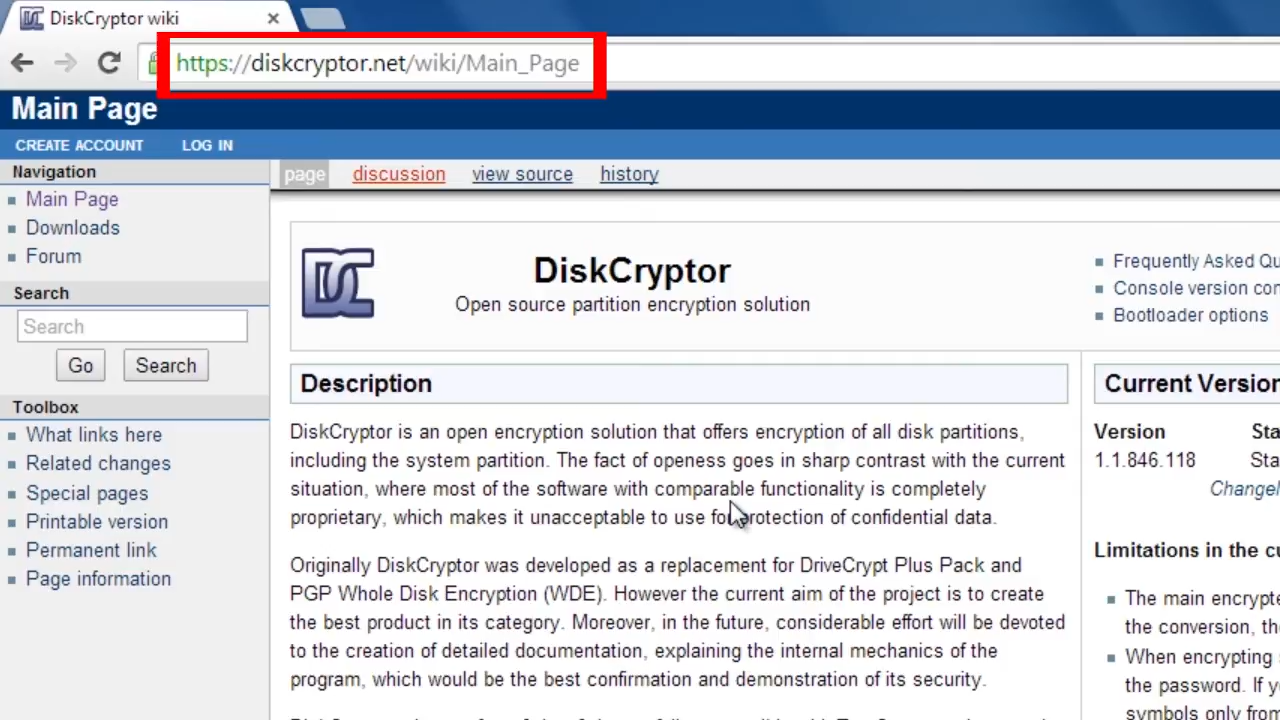 DiskCryptor wiki
https://diskcryptor.net/wiki/Main_Page
Main Page
CREATE ACCOUNT LOG IN
Navigation
Main Page
Downloads
Forum
Search
Search
Go Search
Toolbox
What links here
Related changes
Special pages
Printable version
Permanent link
Page information
page discussion view source history
DiskCryptor
Open source partition encryption solution
Frequently Asked Qu
Console version con
Bootloader options
Description
DiskCryptor is an open encryption solution that offers encryption of all disk partitions,
including the system partition. The fact of openess goes in sharp contrast with the current
situation, where most of the software with comparable functionality is completely
proprietary, which makes it unacceptable to use for protection of confidential data.
Originally DiskCryptor was developed as a replacement for DriveCrypt Plus Pack and
PGP Whole Disk Encryption (WDE). However the current aim of the project is to create
the best product in its category. Moreover, in the future, considerable effort will be devoted
to the creation of detailed documentation, explaining the internal mechanics of the
program, which would be the best confirmation and demonstration of its security.
Current Version
Version Sta
1.1.846.118 Sta
Changel
Limitations in the cu
The main encrypte
the conversion, the
When encrypting s
the password. If yo
symbols only from